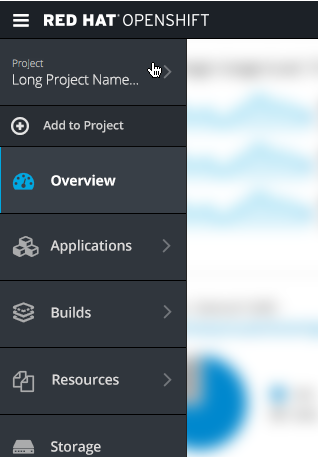 RED HAT OPENSHIFT
Project
Long Project Name...
Add to Project
Overview
Applications
Builds
Resources
Storage